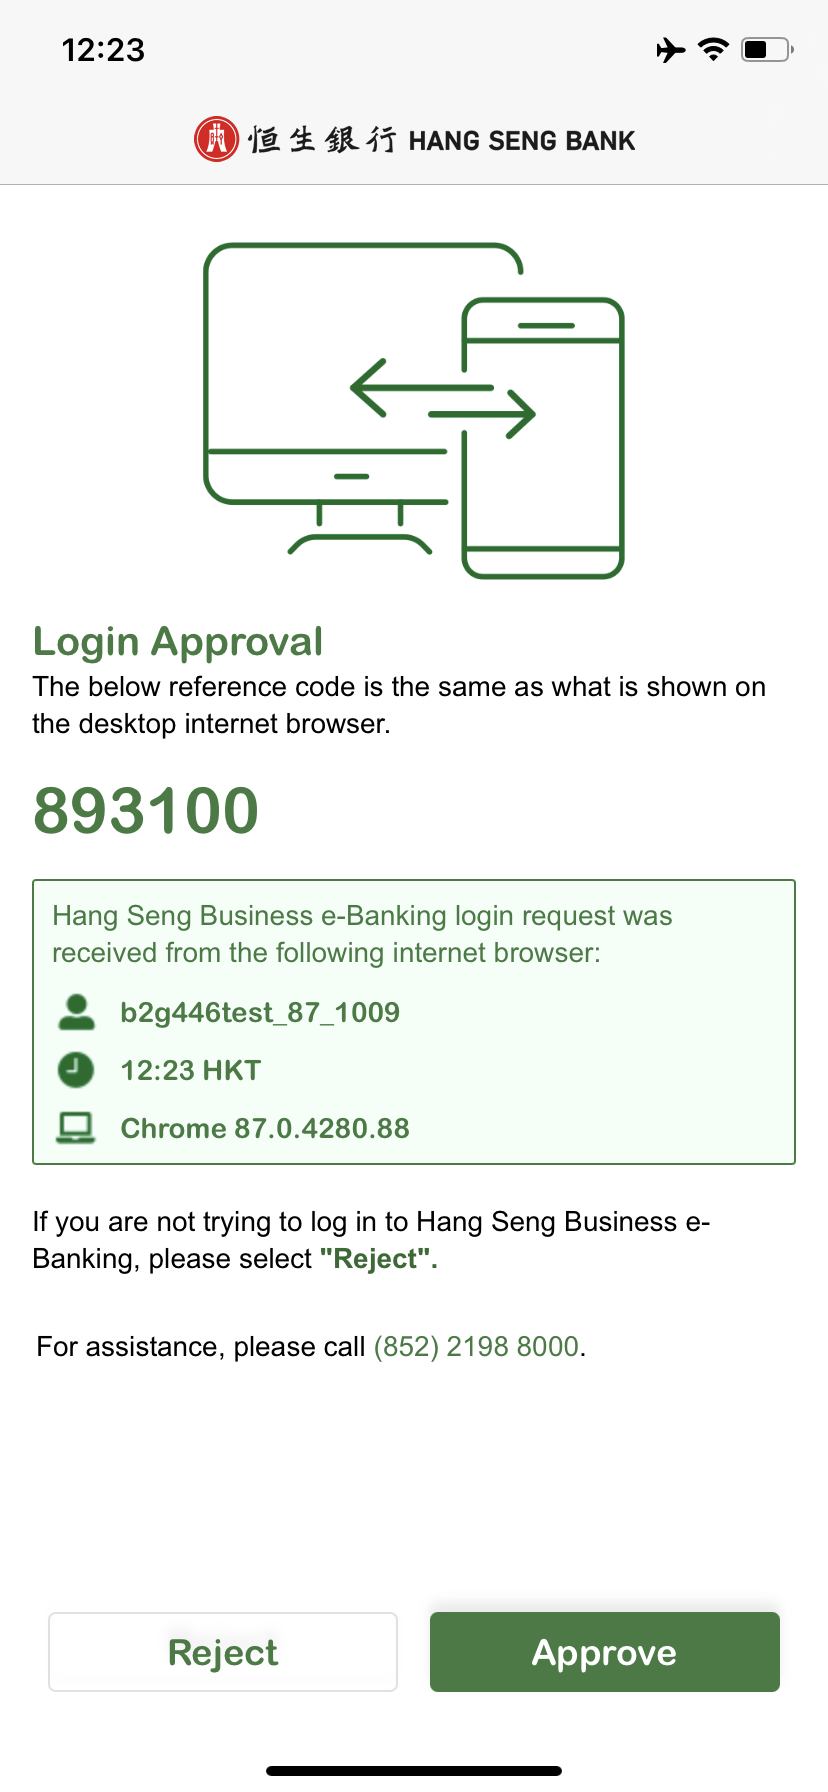 12:23
恒生銀行 HANG SENG BANK
Login Approval
The below reference code is the same as what is shown on
the desktop internet browser.
893100
Hang Seng Business e-Banking login request was
received from the following internet browser:
b2g446test_87_1009
12:23 HKT
Chrome 87.0.4280.88
If you are not trying to log in to Hang Seng Business e-
Banking, please select "Reject".
For assistance, please call (852) 2198 8000.
Reject
Approve